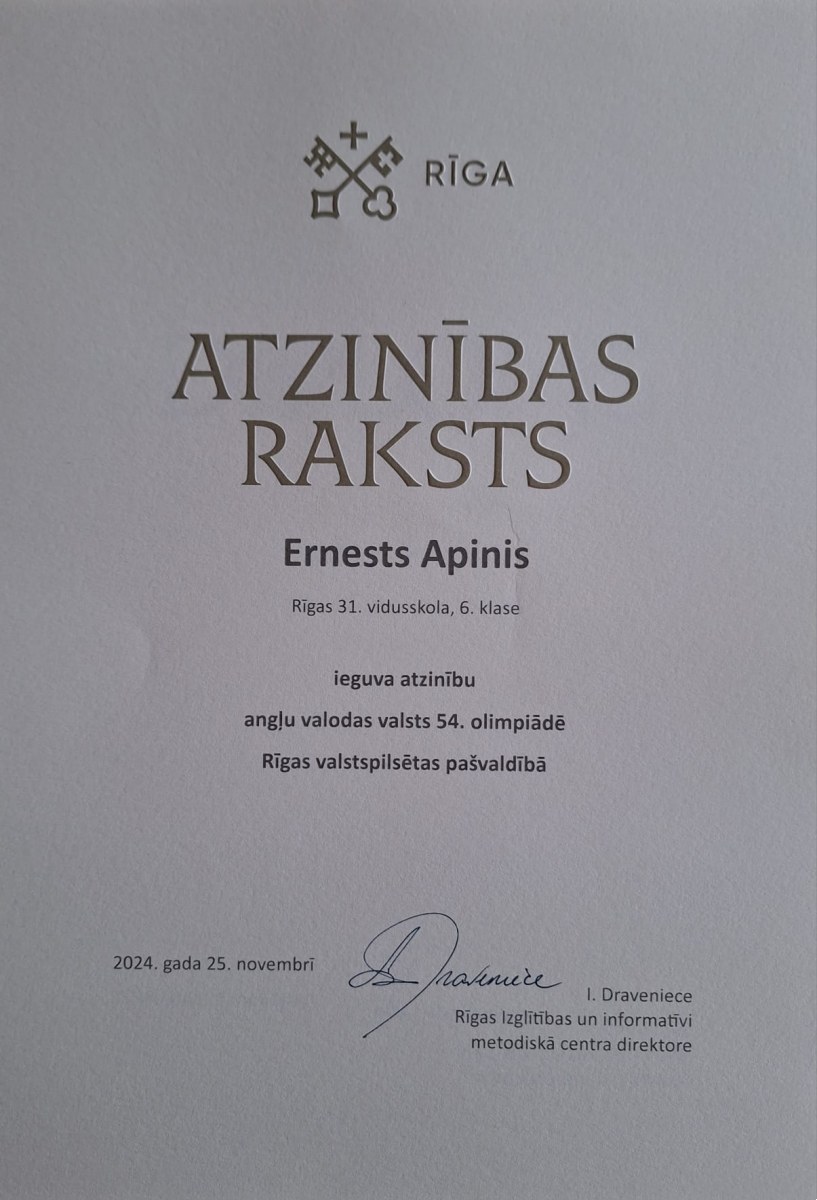 RĪGA
ATZINĪBAS
RAKSTS
Ernests Apinis
Rīgas 31. vidusskola, 6. klase
ieguva atzinību
angļu valodas valsts 54. olimpiādē
Rīgas valstspilsētas pašvaldībā
2024. gada 25. novembrī
Draveniece
I. Draveniece
Rīgas Izglītības un informatīvi
metodiskā centra direktore